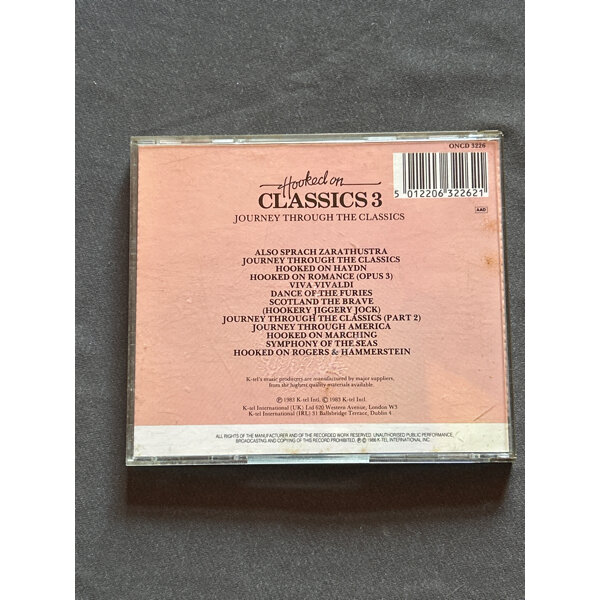 ONCD 3226
Hooked on
CLASSICS 3
JOURNEY THROUGH THE CLASSICS
5 012206 322621
AAD
ALSO SPRACH ZARATHUSTRA
JOURNEY THROUGH THE CLASSICS
HOOKED ON HAYDN
HOOKED ON ROMANCE (OPUS 3)
VIVA VIVALDI
DANCE OF THE FURIES
SCOTLAND THE BRAVE
(HOOKERY JIGGERY JOCK)
JOURNEY THROUGH THE CLASSICS (PART 2)
JOURNEY THROUGH AMERICA
HOOKED ON MARCHING
SYMPHONY OF THE SEAS
HOOKED ON ROGERS & HAMMERSTEIN
K-tel's music producers are manufactured by major suppliers,
from the highest quality materials available.
℗ 1983 K-tel Intl. © 1983 K-tel Intl.
K-tel International (UK) Ltd 620 Western Avenue, London W3
K-tel International (IRL) 31 Ballsbridge Terrace, Dublin 4
ALL RIGHTS OF THE MANUFACTURER AND OF THE RECORDED WORK RESERVED. UNAUTHORISED PUBLIC PERFORMANCE,
BROADCASTING AND COPYING OF THIS RECORD PROHIBITED. ℗ © 1986 K-TEL INTERNATIONAL, INC.